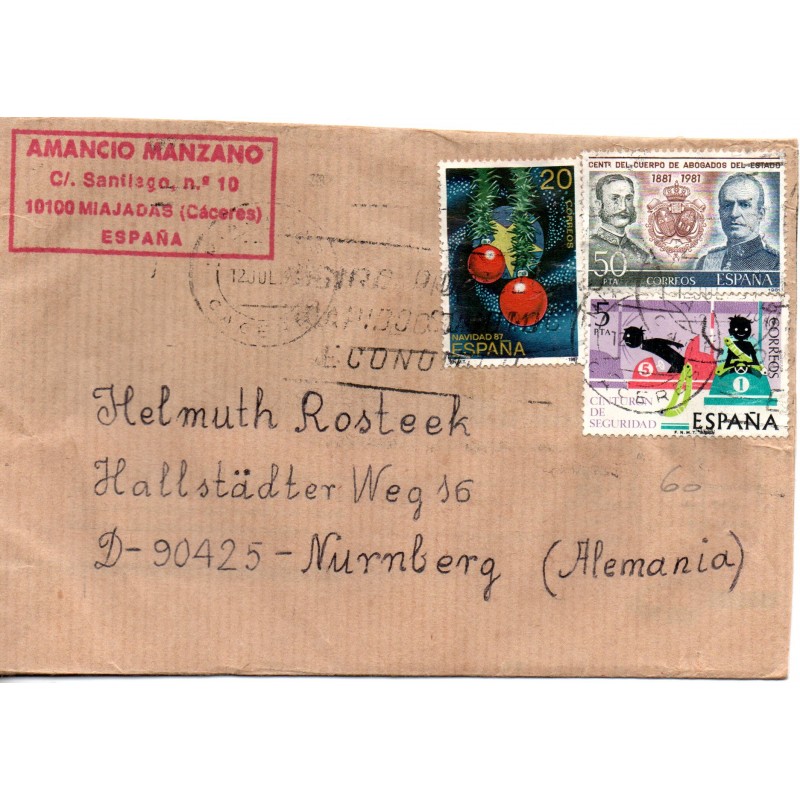 AMANCIO MANZANO
C/. Santiago, n.º 10
10100 MIAJADAS (Cáceres)
ESPAÑA
20
CORREOS
NAVIDAD 87
ESPAÑA
CENT. DEL CUERPO DE ABOGADOS DEL ESTADO
1881 1981
50
PTA
CORREOS
ESPAÑA
5
PTA
CORREOS
5
1
CINTURON
DE
SEGURIDAD
ESPAÑA
F.N.M.T.
12 JUL
ECONOM
Helmuth Rosteek
Hallstädter Weg 16
D-90425-Nurnberg (Alemania)
60